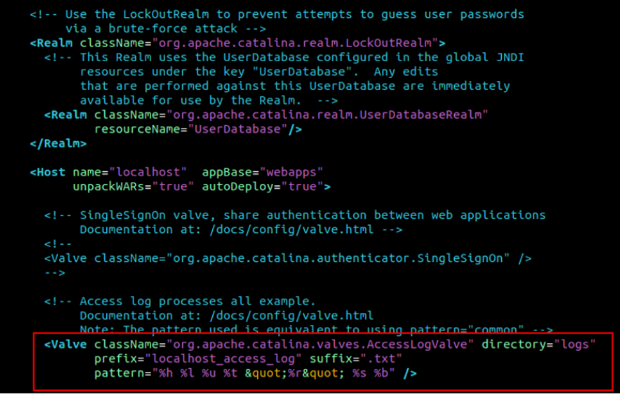 <!-- Use the LockOutRealm to prevent attempts to guess user passwords
via a brute-force attack -->
<Realm className="org.apache.catalina.realm.LockOutRealm">
<!-- This Realm uses the UserDatabase configured in the global JNDI
resources under the key "UserDatabase".  Any edits
that are performed against this UserDatabase are immediately
available for use by the Realm.  -->
<Realm className="org.apache.catalina.realm.UserDatabaseRealm"
resourceName="UserDatabase"/>
</Realm>
<Host name="localhost"  appBase="webapps"
unpackWARs="true" autoDeploy="true">
<!-- SingleSignOn valve, share authentication between web applications
Documentation at: /docs/config/valve.html -->
<!--
<Valve className="org.apache.catalina.authenticator.SingleSignOn" />
-->
<!-- Access log processes all example.
Documentation at: /docs/config/valve.html
Note: The pattern used is equivalent to using pattern="common" -->
<Valve className="org.apache.catalina.valves.AccessLogValve" directory="logs"
prefix="localhost_access_log" suffix=".txt"
pattern="%h %l %u %t &quot;%r&quot; %s %b" />